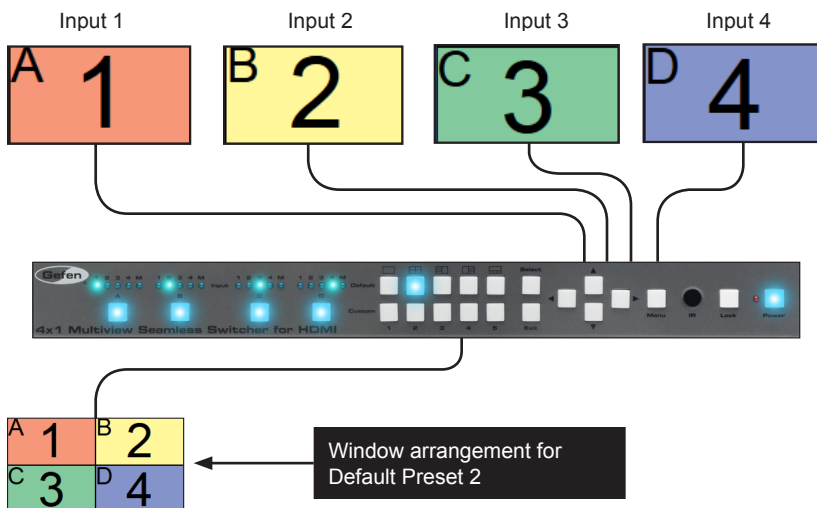 Input 1 Input 2 Input 3 Input 4
A 1 B 2 C 3 D 4
Gefen
1 2 3 4 M 1 2 3 4 M 1 2 3 4 M 1 2 3 4 M
Input Default Select
A B
Custom
4x1 Multiview Seamless Switcher for HDMI
1 2 3 4 5 Exit Menu IR Lock Power
A 1 B 2
C 3 D 4
Window arrangement for
Default Preset 2